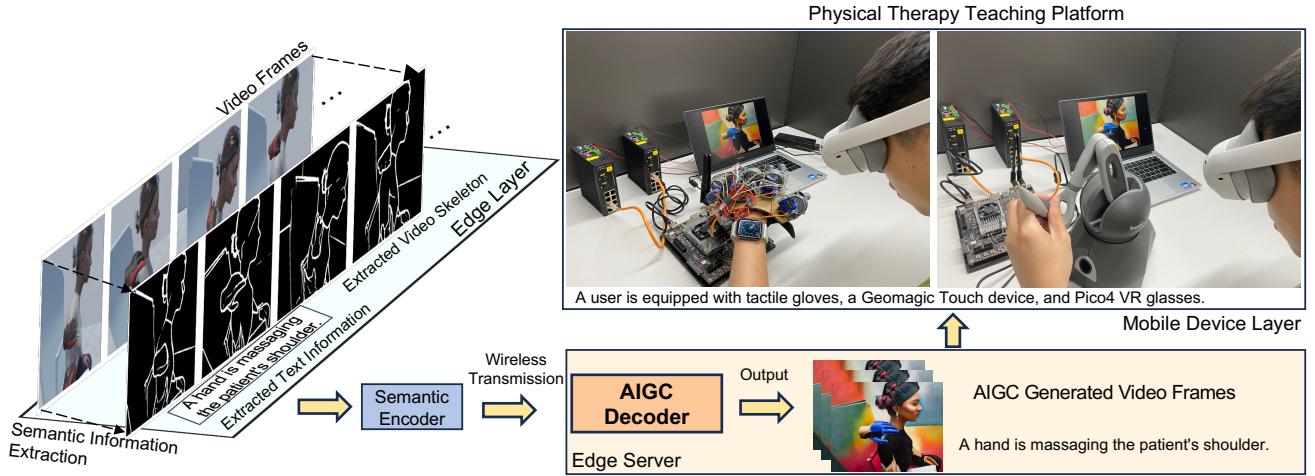 Physical Therapy Teaching Platform
Video Frames
...
...
Extracted Video Skeleton
Edge Layer
A hand is massaging
the patient's shoulder.
Extracted Text Information
Semantic Information
Extraction
A user is equipped with tactile gloves, a Geomagic Touch device, and Pico4 VR glasses.
Mobile Device Layer
Semantic
Encoder
Wireless
Transmission
AIGC
Decoder
Output
AIGC Generated Video Frames
A hand is massaging the patient's shoulder.
Edge Server